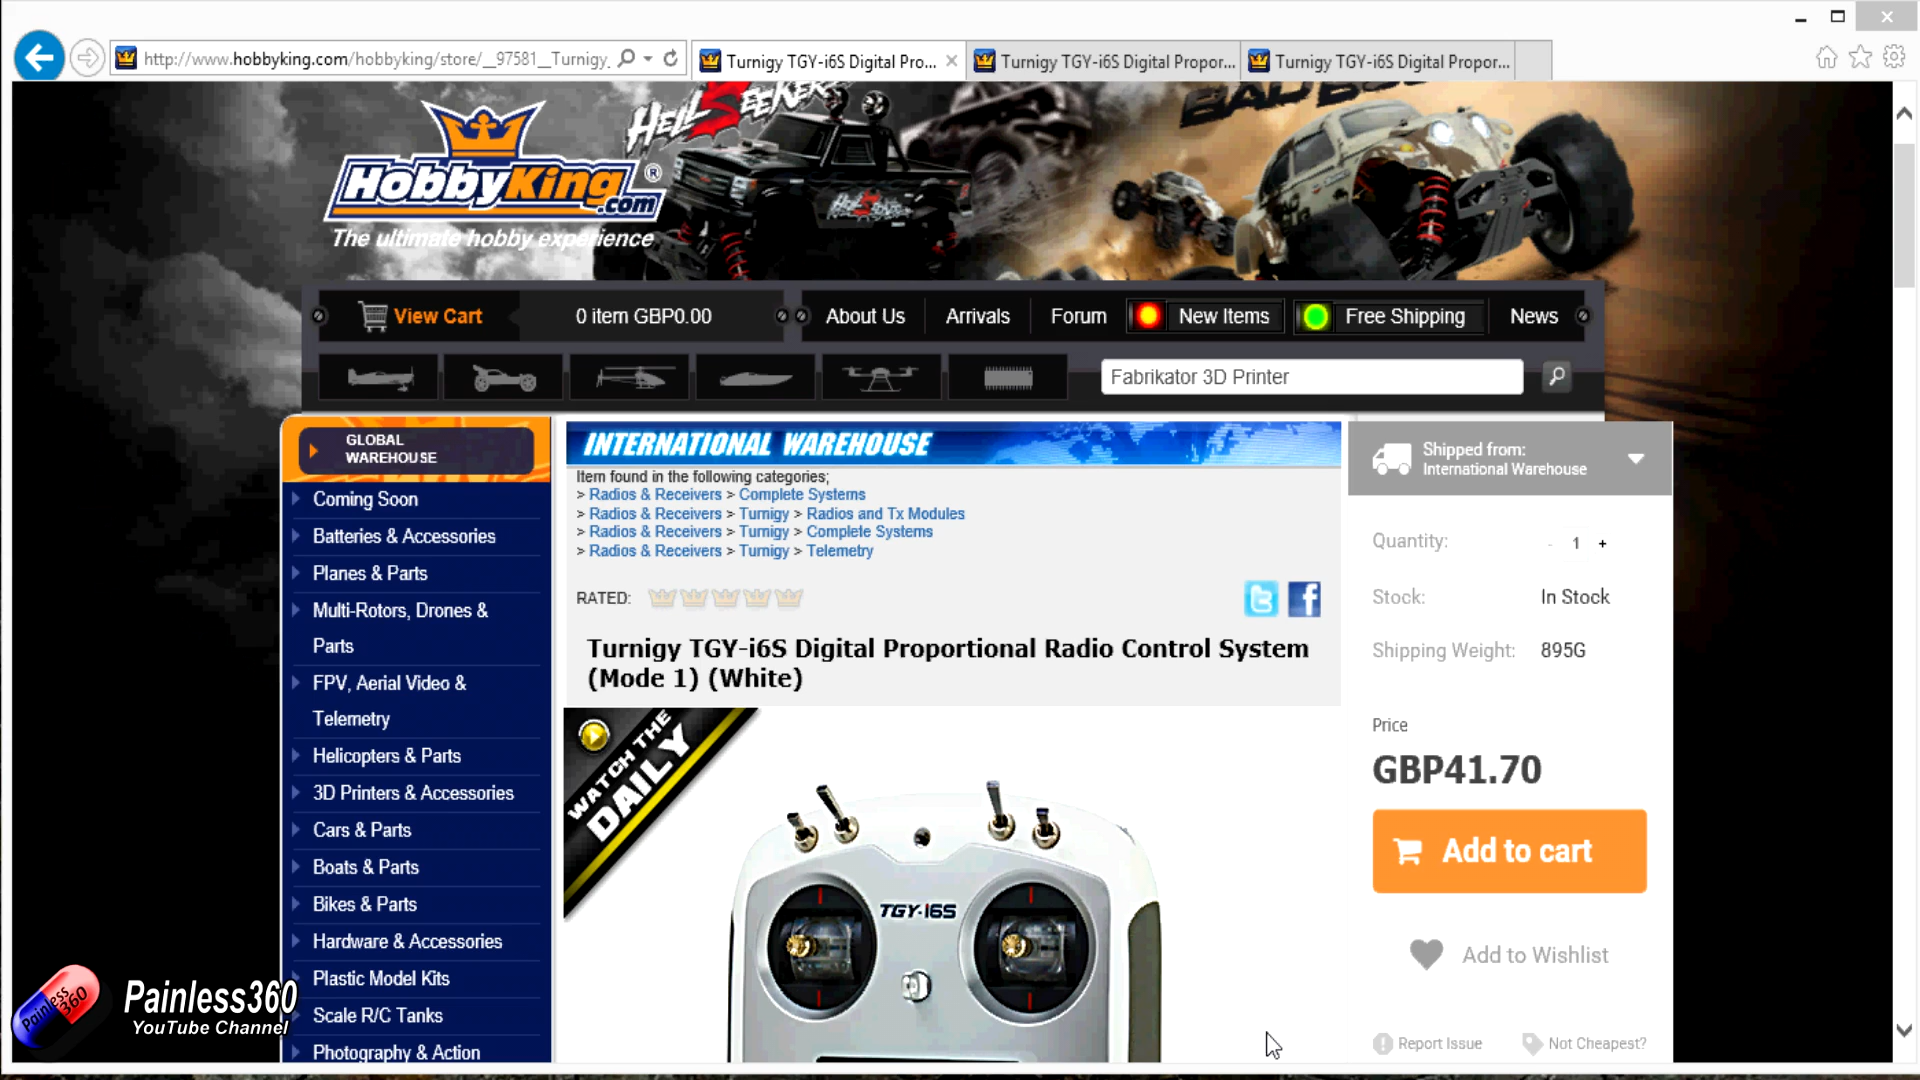 http://www.hobbyking.com/hobbyking/store/__97581__Turnigy_
Turnigy TGY-i6S Digital Pro...
Turnigy TGY-i6S Digital Propor...
Turnigy TGY-i6S Digital Propor...
HELLSEEKER
HobbyKing.com
®
The ultimate hobby experience
View Cart
0 item GBP0.00
About Us
Arrivals
Forum
New Items
Free Shipping
News
Fabrikator 3D Printer
GLOBAL
WAREHOUSE
Coming Soon
Batteries & Accessories
Planes & Parts
Multi-Rotors, Drones &
Parts
FPV, Aerial Video &
Telemetry
Helicopters & Parts
3D Printers & Accessories
Cars & Parts
Boats & Parts
Bikes & Parts
Hardware & Accessories
Plastic Model Kits
Scale R/C Tanks
Photography & Action
INTERNATIONAL WAREHOUSE
Item found in the following categories;
> Radios & Receivers > Complete Systems
> Radios & Receivers > Turnigy > Radios and Tx Modules
> Radios & Receivers > Turnigy > Complete Systems
> Radios & Receivers > Turnigy > Telemetry
RATED:
Turnigy TGY-i6S Digital Proportional Radio Control System
(Mode 1) (White)
WATCH THE
DAILY
TGY-i6S
Shipped from:
International Warehouse
Quantity:
- 1 +
Stock:
In Stock
Shipping Weight:
895G
Price
GBP41.70
Add to cart
Add to Wishlist
Report Issue
Not Cheapest?
Painless360
Painless360
YouTube Channel